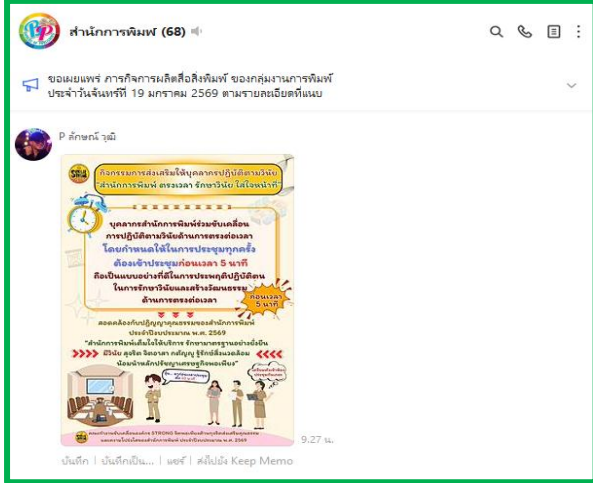 สำนักการพิมพ์ (68)
ขอเผยแพร่ ภารกิจการผลิตสื่อสิ่งพิมพ์ ของกลุ่มงานการพิมพ์
ประจำวันจันทร์ที่ 19 มกราคม 2569 ตามรายละเอียดที่แนบ
P ลักษณ์ วุฒิ
กิจกรรมการส่งเสริมให้บุคลากรปฏิบัติตามวินัย
"สำนักการพิมพ์ ตรงเวลา รักษาวินัย ใส่ใจหน้าที่"
บุคลากรสำนักการพิมพ์ร่วมขับเคลื่อน
การปฏิบัติตามวินัยด้านการตรงต่อเวลา
โดยกำหนดให้ในการประชุมทุกครั้ง
ต้องเข้าประชุมก่อนเวลา 5 นาที
ถือเป็นแบบอย่างที่ดีในการประพฤติปฏิบัติตน
ในการรักษาวินัยและสร้างวัฒนธรรม
ด้านการตรงต่อเวลา
ก่อนเวลา
5 นาที
สอดคล้องกับปฏิญญาคุณธรรมของสำนักการพิมพ์
ประจำปีงบประมาณ พ.ศ. 2569
"สำนักการพิมพ์เต็มใจให้บริการ รักษามาตรฐานอย่างยั่งยืน
มีวินัย สุจริต จิตอาสา กตัญญู รู้รักษ์สิ่งแวดล้อม
น้อมนำหลักปรัชญาเศรษฐกิจพอเพียง"
9.27 น.
บันทึก | บันทึกเป็น... | แชร์ | ส่งไปยัง Keep Memo